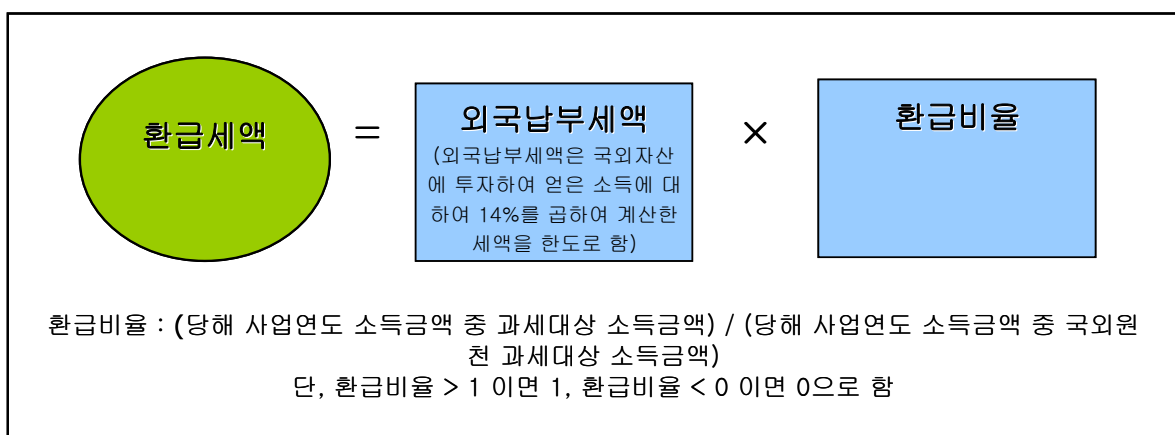 환급세액
=
외국납부세액
(외국납부세액은 국외자산
에 투자하여 얻은 소득에 대
하여 14%를 곱하여 계산한
세액을 한도로 함)
×
환급비율
환급비율 : (당해 사업연도 소득금액 중 과세대상 소득금액) / (당해 사업연도 소득금액 중 국외원
천 과세대상 소득금액)
단, 환급비율 > 1 이면 1, 환급비율 < 0 이면 0으로 함